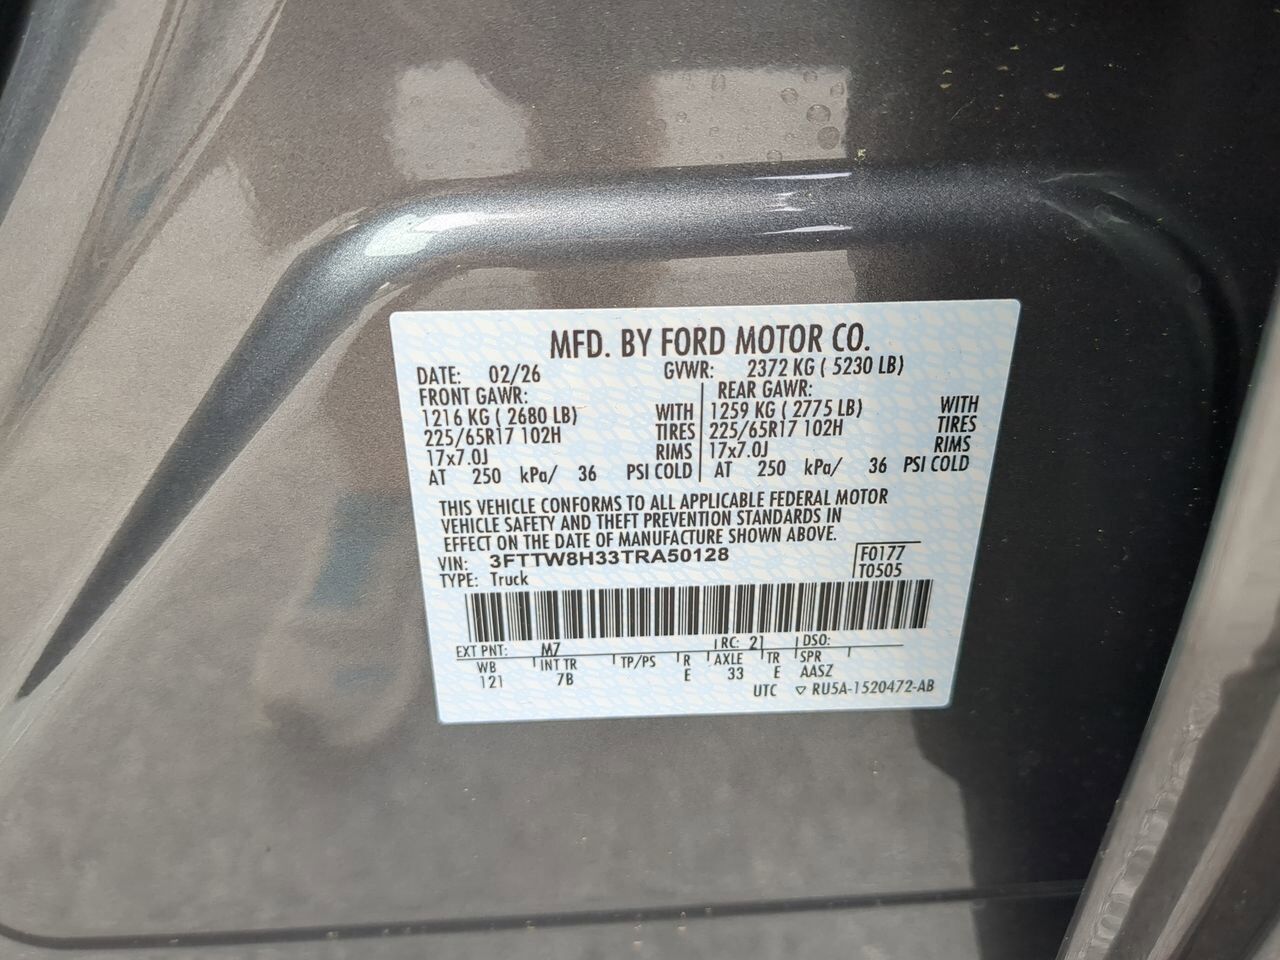 MFD. BY FORD MOTOR CO.
DATE: 02/26 GVWR: 2372 KG ( 5230 LB)
FRONT GAWR: REAR GAWR:
1216 KG ( 2680 LB) WITH 1259 KG ( 2775 LB) WITH
225/65R17 102H TIRES 225/65R17 102H TIRES
17x7.0J RIMS 17x7.0J RIMS
AT 250 kPa/ 36 PSI COLD AT 250 kPa/ 36 PSI COLD
THIS VEHICLE CONFORMS TO ALL APPLICABLE FEDERAL MOTOR
VEHICLE SAFETY AND THEFT PREVENTION STANDARDS IN
EFFECT ON THE DATE OF MANUFACTURE SHOWN ABOVE.
VIN: 3FTTW8H33TRA50128 F0177
TYPE: Truck T0505
EXT PNT: M7 RC: 21 DSO:
WB INT TR TP/PS R AXLE TR SPR
121 7B E 33 E AASZ
UTC ▽ RU5A-1520472-AB